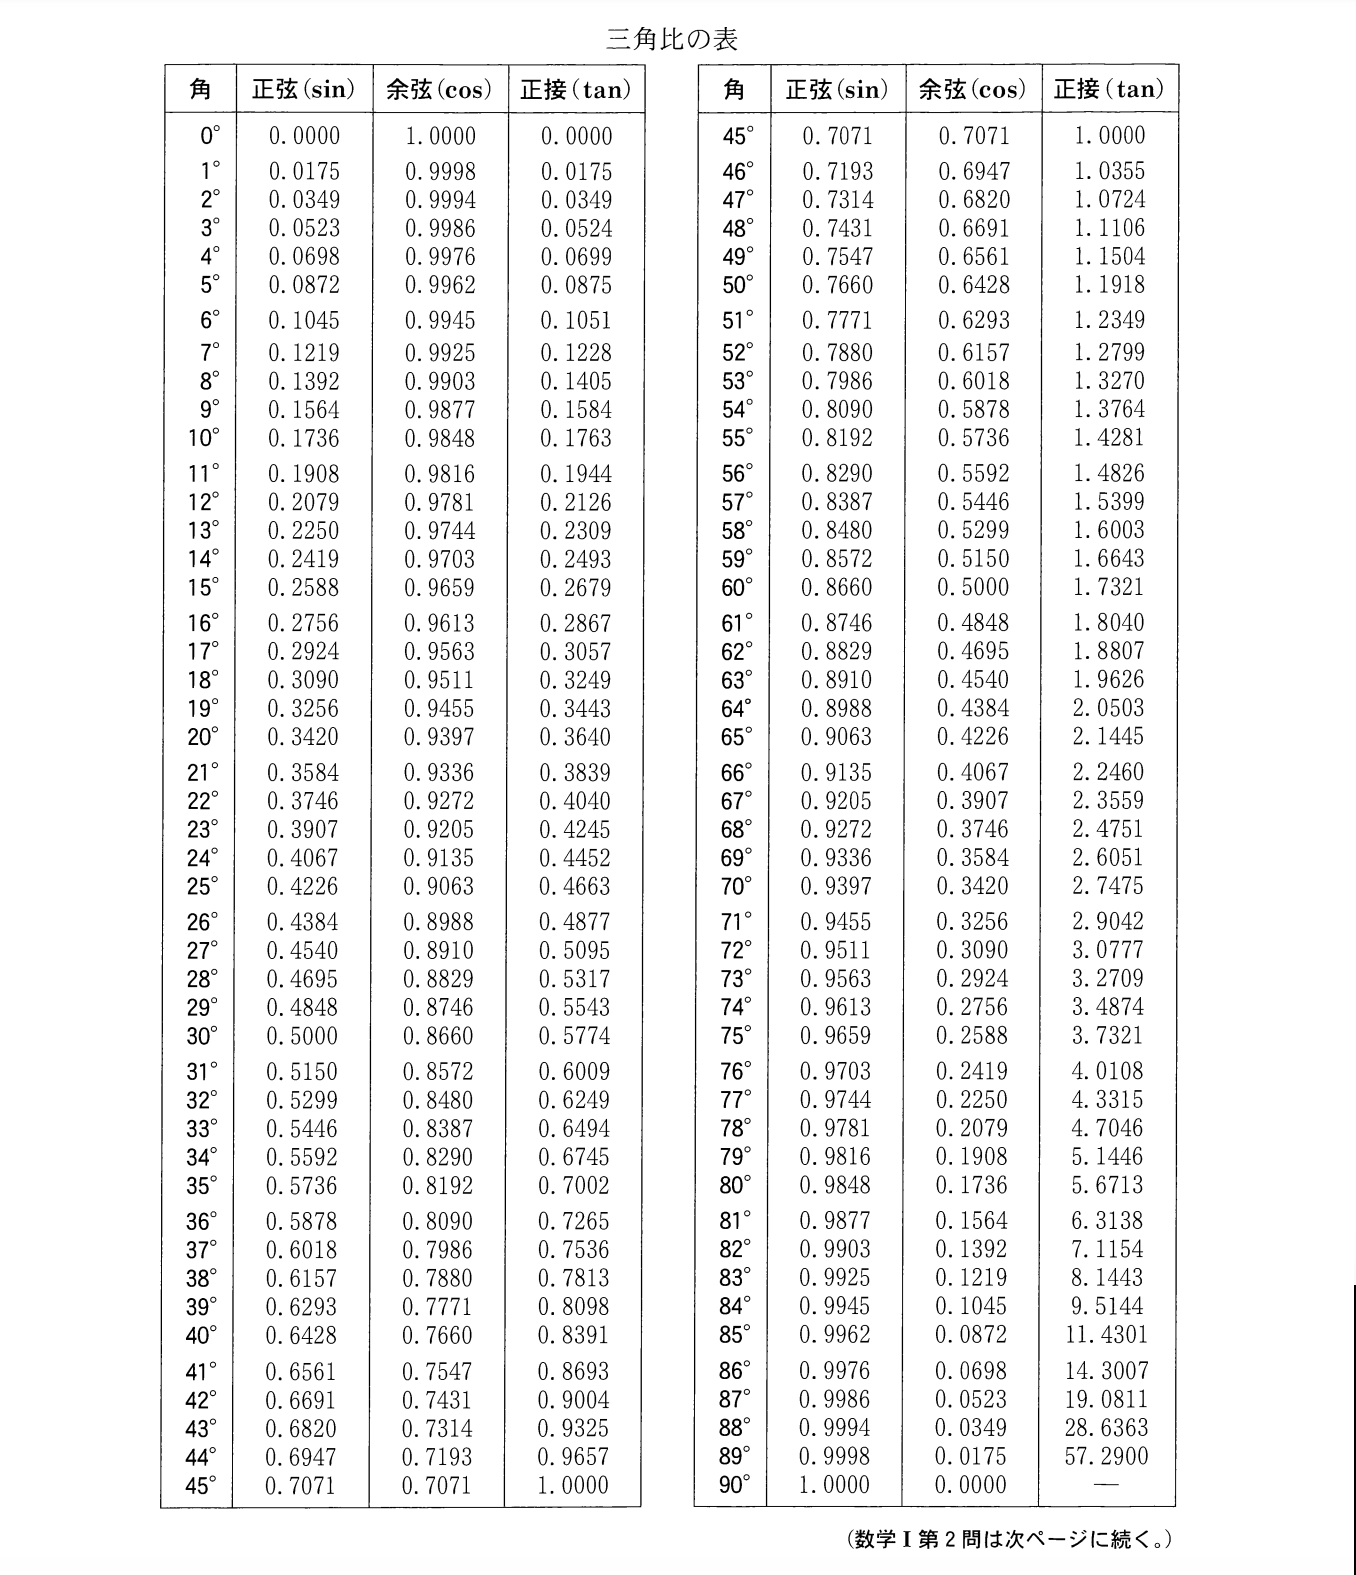 三角比の表
角 正弦(sin) 余弦(cos) 正接(tan) 角 正弦(sin) 余弦(cos) 正接(tan)
0° 0.0000 1.0000 0.0000 45° 0.7071 0.7071 1.0000
1° 0.0175 0.9998 0.0175 46° 0.7193 0.6947 1.0355
2° 0.0349 0.9994 0.0349 47° 0.7314 0.6820 1.0724
3° 0.0523 0.9986 0.0524 48° 0.7431 0.6691 1.1106
4° 0.0698 0.9976 0.0699 49° 0.7547 0.6561 1.1504
5° 0.0872 0.9962 0.0875 50° 0.7660 0.6428 1.1918
6° 0.1045 0.9945 0.1051 51° 0.7771 0.6293 1.2349
7° 0.1219 0.9925 0.1228 52° 0.7880 0.6157 1.2799
8° 0.1392 0.9903 0.1405 53° 0.7986 0.6018 1.3270
9° 0.1564 0.9877 0.1584 54° 0.8090 0.5878 1.3764
10° 0.1736 0.9848 0.1763 55° 0.8192 0.5736 1.4281
11° 0.1908 0.9816 0.1944 56° 0.8290 0.5592 1.4826
12° 0.2079 0.9781 0.2126 57° 0.8387 0.5446 1.5399
13° 0.2250 0.9744 0.2309 58° 0.8480 0.5299 1.6003
14° 0.2419 0.9703 0.2493 59° 0.8572 0.5150 1.6643
15° 0.2588 0.9659 0.2679 60° 0.8660 0.5000 1.7321
16° 0.2756 0.9613 0.2867 61° 0.8746 0.4848 1.8040
17° 0.2924 0.9563 0.3057 62° 0.8829 0.4695 1.8807
18° 0.3090 0.9511 0.3249 63° 0.8910 0.4540 1.9626
19° 0.3256 0.9455 0.3443 64° 0.8988 0.4384 2.0503
20° 0.3420 0.9397 0.3640 65° 0.9063 0.4226 2.1445
21° 0.3584 0.9336 0.3839 66° 0.9135 0.4067 2.2460
22° 0.3746 0.9272 0.4040 67° 0.9205 0.3907 2.3559
23° 0.3907 0.9205 0.4245 68° 0.9272 0.3746 2.4751
24° 0.4067 0.9135 0.4452 69° 0.9336 0.3584 2.6051
25° 0.4226 0.9063 0.4663 70° 0.9397 0.3420 2.7475
26° 0.4384 0.8988 0.4877 71° 0.9455 0.3256 2.9042
27° 0.4540 0.8910 0.5095 72° 0.9511 0.3090 3.0777
28° 0.4695 0.8829 0.5317 73° 0.9563 0.2924 3.2709
29° 0.4848 0.8746 0.5543 74° 0.9613 0.2756 3.4874
30° 0.5000 0.8660 0.5774 75° 0.9659 0.2588 3.7321
31° 0.5150 0.8572 0.6009 76° 0.9703 0.2419 4.0108
32° 0.5299 0.8480 0.6249 77° 0.9744 0.2250 4.3315
33° 0.5446 0.8387 0.6494 78° 0.9781 0.2079 4.7046
34° 0.5592 0.8290 0.6745 79° 0.9816 0.1908 5.1446
35° 0.5736 0.8192 0.7002 80° 0.9848 0.1736 5.6713
36° 0.5878 0.8090 0.7265 81° 0.9877 0.1564 6.3138
37° 0.6018 0.7986 0.7536 82° 0.9903 0.1392 7.1154
38° 0.6157 0.7880 0.7813 83° 0.9925 0.1219 8.1443
39° 0.6293 0.7771 0.8098 84° 0.9945 0.1045 9.5144
40° 0.6428 0.7660 0.8391 85° 0.9962 0.0872 11.4301
41° 0.6561 0.7547 0.8693 86° 0.9976 0.0698 14.3007
42° 0.6691 0.7431 0.9004 87° 0.9986 0.0523 19.0811
43° 0.6820 0.7314 0.9325 88° 0.9994 0.0349 28.6363
44° 0.6947 0.7193 0.9657 89° 0.9998 0.0175 57.2900
45° 0.7071 0.7071 1.0000 90° 1.0000 0.0000 —
(数学Ⅰ第2問は次ページに続く。)